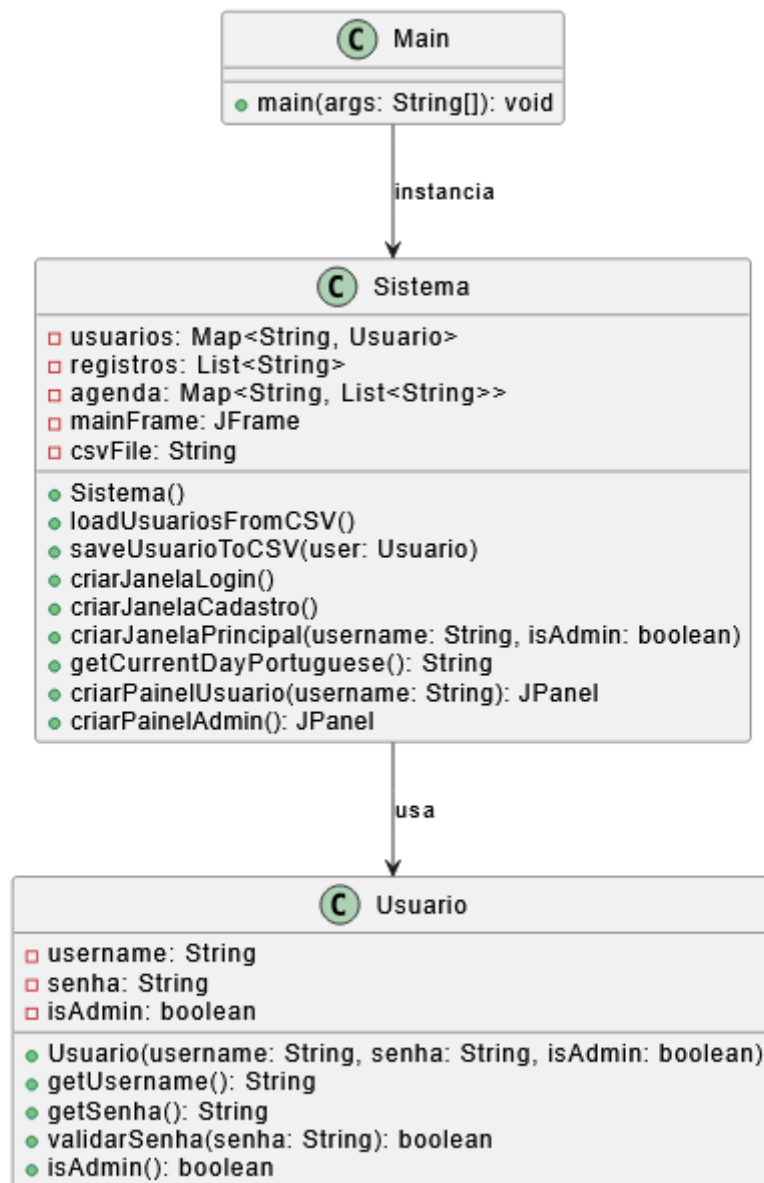 C Main
main(args: String[]): void
instancia
C Sistema
usuarios: Map<String, Usuario>
registros: List<String>
agenda: Map<String, List<String>>
mainFrame: JFrame
csvFile: String
Sistema()
loadUsuariosFromCSV()
saveUsuarioToCSV(user: Usuario)
criarJanelaLogin()
criarJanelaCadastro()
criarJanelaPrincipal(username: String, isAdmin: boolean)
getCurrentDayPortuguese(): String
criarPainelUsuario(username: String): JPanel
criarPainelAdmin(): JPanel
usa
C Usuario
username: String
senha: String
isAdmin: boolean
Usuario(username: String, senha: String, isAdmin: boolean)
getUsername(): String
getSenha(): String
validarSenha(senha: String): boolean
isAdmin(): boolean